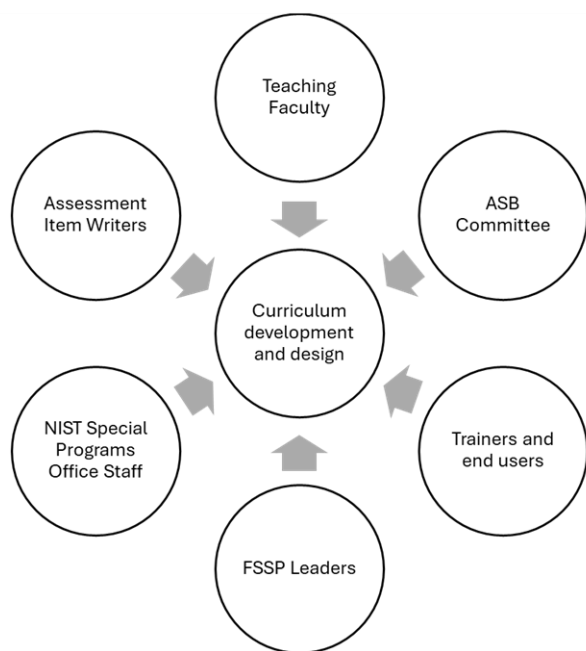 Teaching
Faculty
Assessment
Item Writers
ASB
Committee
Curriculum
development
and design
NIST Special
Programs
Office Staff
Trainers and
end users
FSSP Leaders